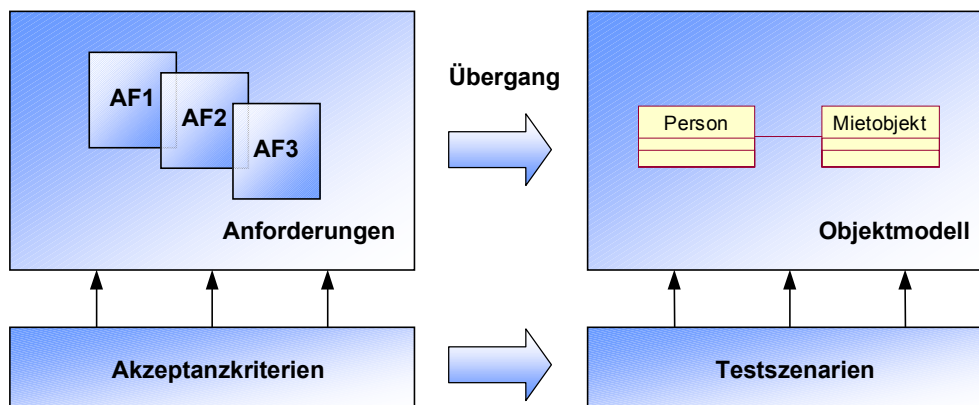 AF1
AF2
AF3
Anforderungen
Übergang
Person
Mietobjekt
Objektmodell
Akzeptanzkriterien
Testszenarien